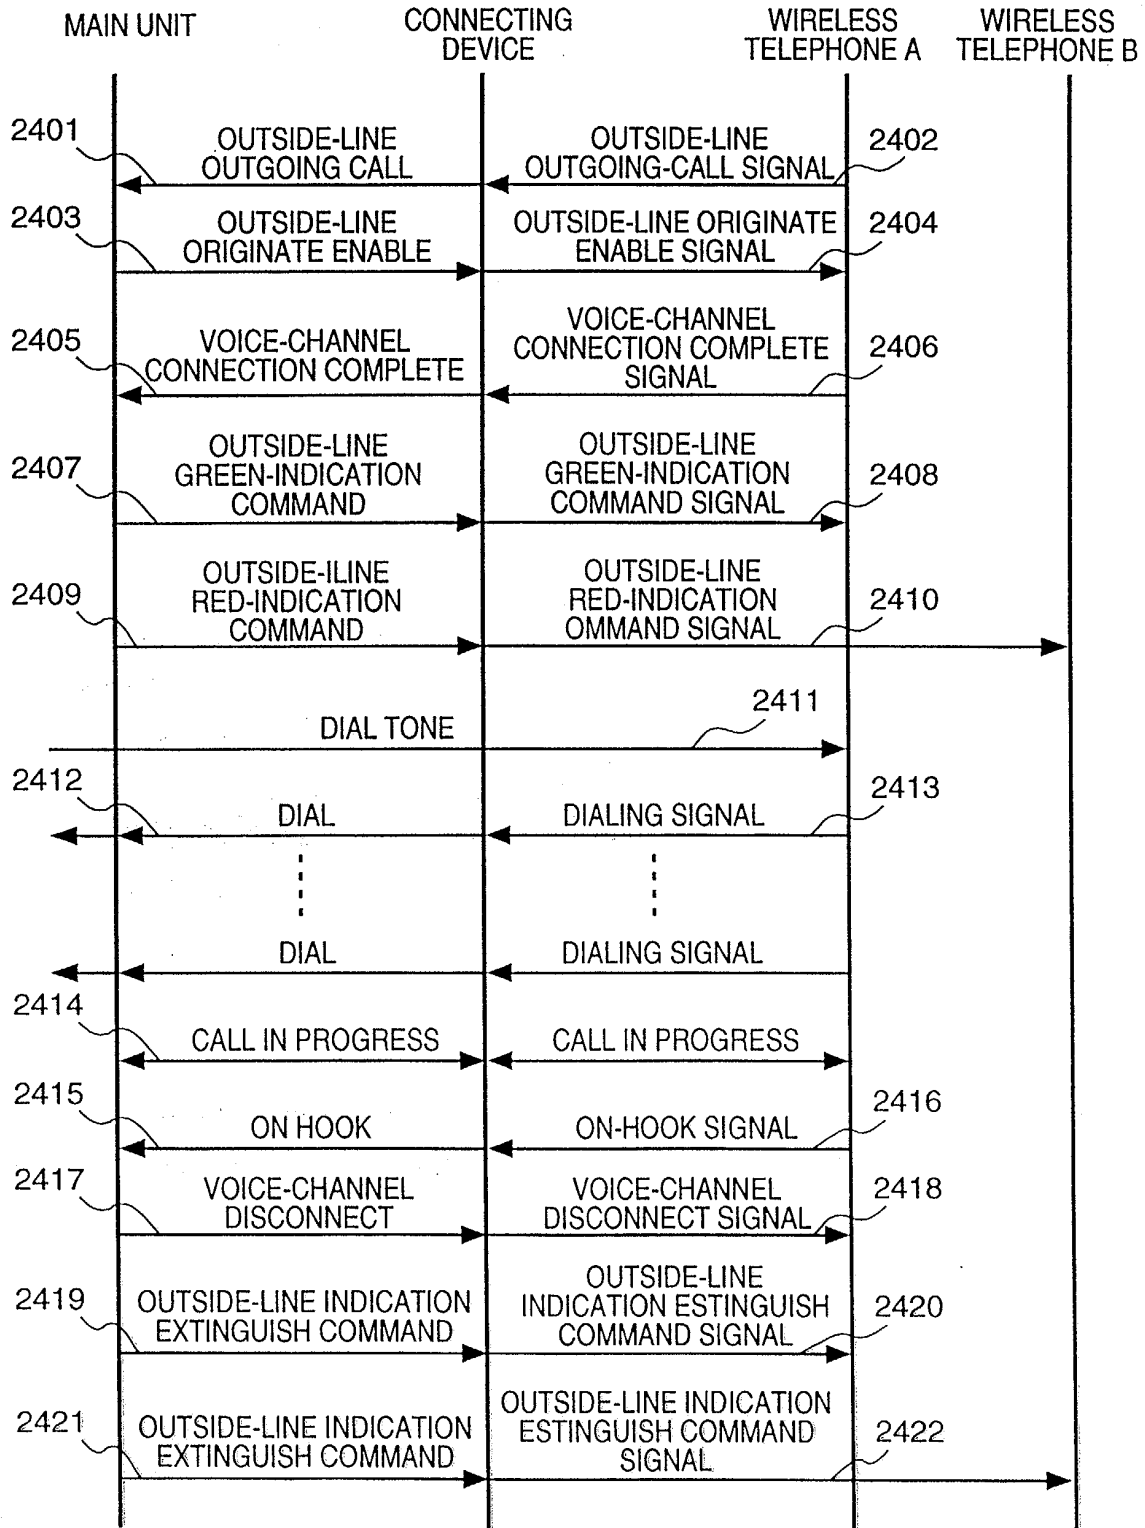 MAIN UNIT
CONNECTING
DEVICE
WIRELESS
TELEPHONE A
WIRELESS
TELEPHONE B
2401
OUTSIDE-LINE
OUTGOING CALL
OUTSIDE-LINE
OUTGOING-CALL SIGNAL
2402
2403
OUTSIDE-LINE
ORIGINATE ENABLE
OUTSIDE-LINE ORIGINATE
ENABLE SIGNAL
2404
2405
VOICE-CHANNEL
CONNECTION COMPLETE
VOICE-CHANNEL
CONNECTION COMPLETE
SIGNAL
2406
2407
OUTSIDE-LINE
GREEN-INDICATION
COMMAND
OUTSIDE-LINE
GREEN-INDICATION
COMMAND SIGNAL
2408
2409
OUTSIDE-ILINE
RED-INDICATION
COMMAND
OUTSIDE-LINE
RED-INDICATION
OMMAND SIGNAL
2410
DIAL TONE
2411
2412
DIAL
DIALING SIGNAL
2413
DIAL
DIALING SIGNAL
2414
CALL IN PROGRESS
CALL IN PROGRESS
2415
ON HOOK
ON-HOOK SIGNAL
2416
2417
VOICE-CHANNEL
DISCONNECT
VOICE-CHANNEL
DISCONNECT SIGNAL
2418
2419
OUTSIDE-LINE INDICATION
EXTINGUISH COMMAND
OUTSIDE-LINE
INDICATION ESTINGUISH
COMMAND SIGNAL
2420
2421
OUTSIDE-LINE INDICATION
EXTINGUISH COMMAND
OUTSIDE-LINE INDICATION
ESTINGUISH COMMAND
SIGNAL
2422